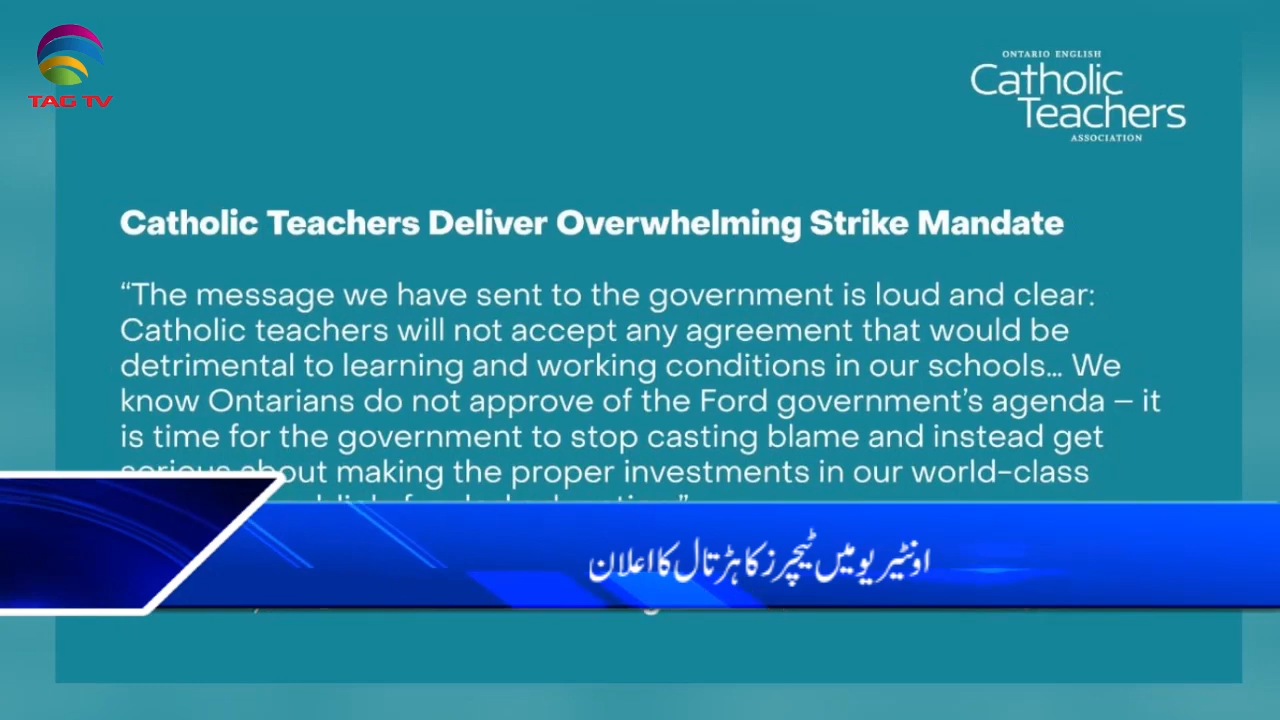 TAG TV
ONTARIO ENGLISH
Catholic
Teachers
ASSOCIATION
Catholic Teachers Deliver Overwhelming Strike Mandate
“The message we have sent to the government is loud and clear:
Catholic teachers will not accept any agreement that would be
detrimental to learning and working conditions in our schools... We
know Ontarians do not approve of the Ford government’s agenda – it
is time for the government to stop casting blame and instead get
serious about making the proper investments in our world-class
اونٹیریو میں ٹیچرز کا ہڑتال کا اعلان